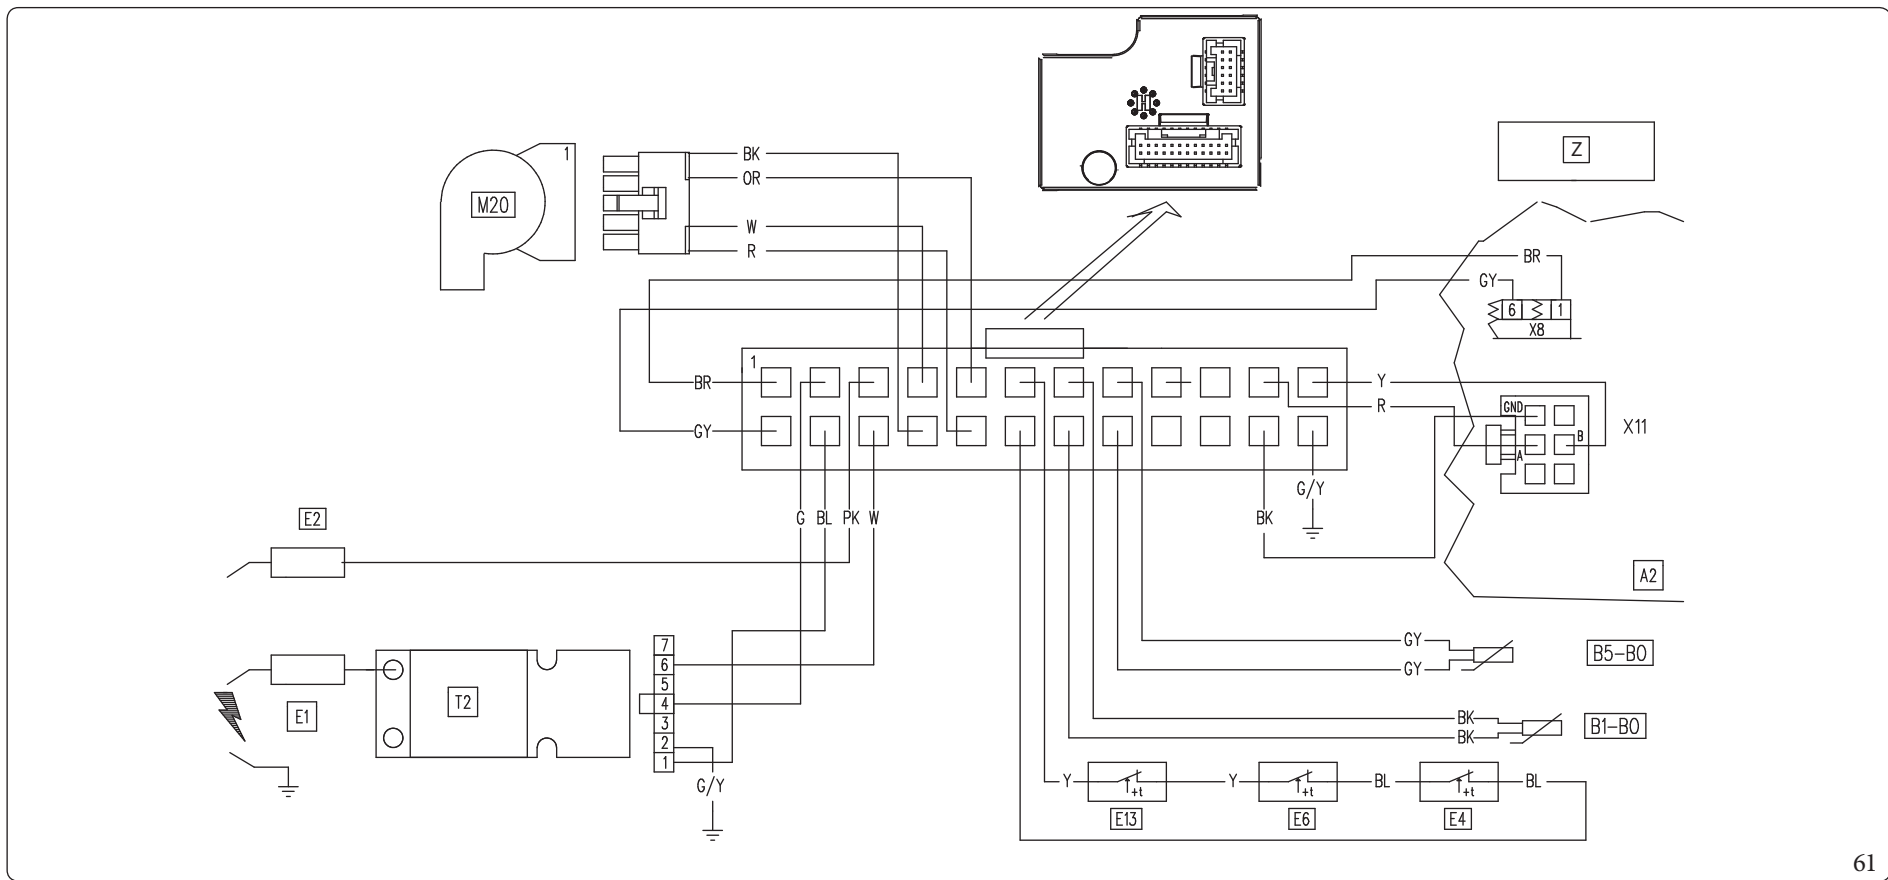 1
M20
BK
OR
W
R
Z
BR
GY
6
1
X8
1
BR
GY
Y
R
GND
B
A
X11
G/Y
BK
G
BL
PK
W
E2
A2
E1
T2
7
6
5
4
3
2
1
G/Y
GY
GY
B5-B0
BK
BK
B1-B0
Y
+t
Y
+t
BL
+t
BL
E13
E6
E4
61